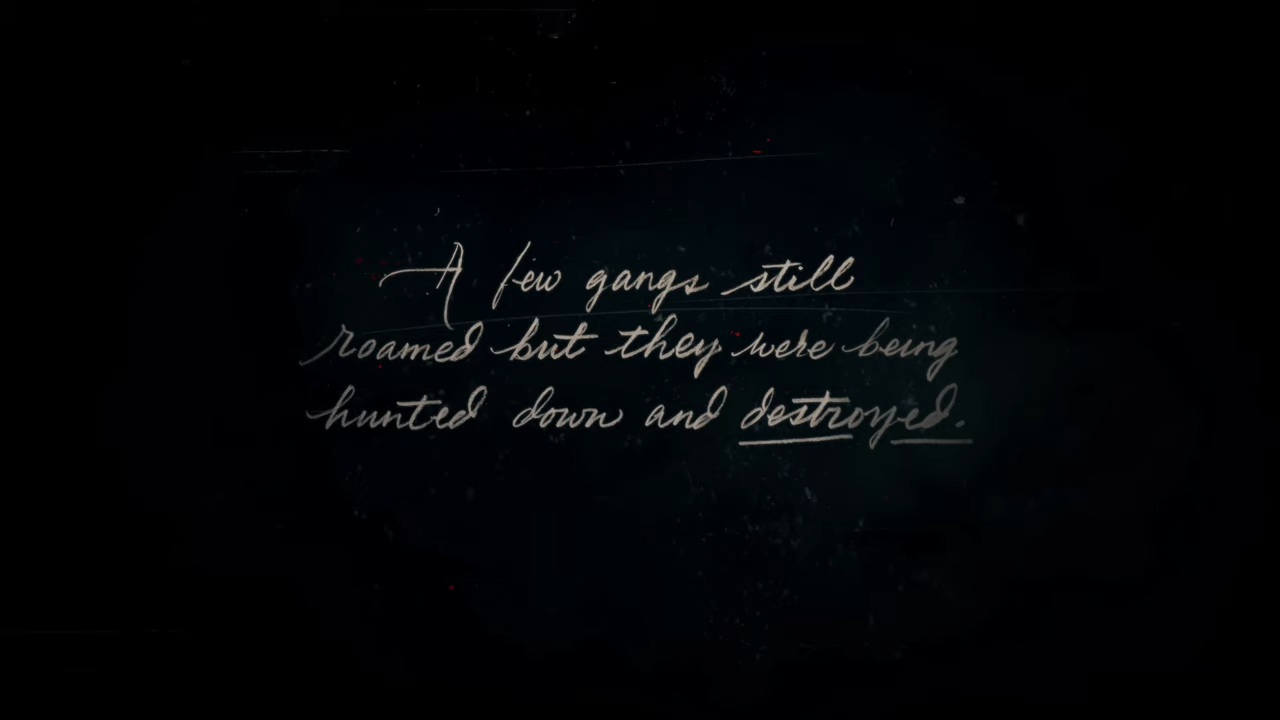 A few gangs still
roamed but they were being
hunted down and destroyed.